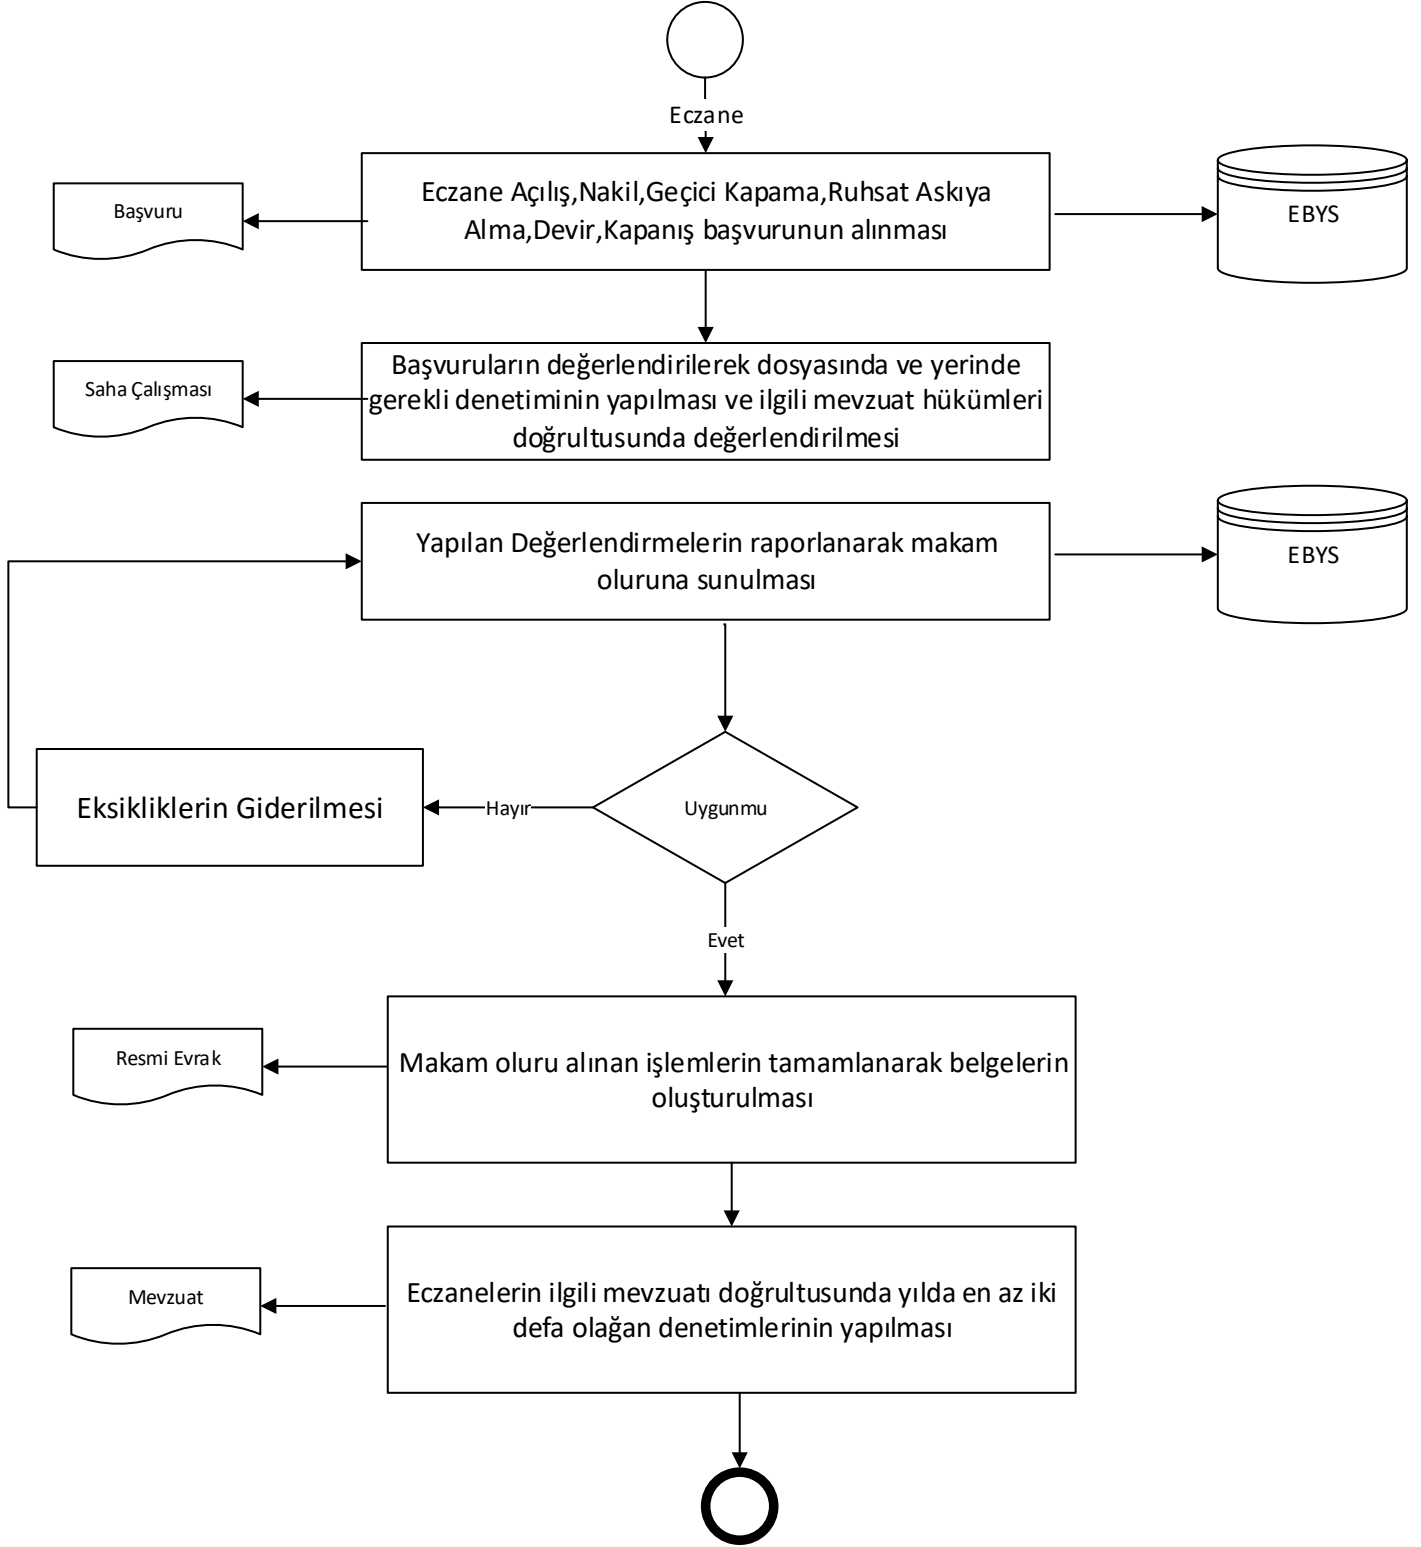 Eczane
Eczane Açılış,Nakil,Geçici Kapama,Ruhsat Askıya
Alma,Devir,Kapanış başvurunun alınması
Başvuru
EBYS
Başvuruların değerlendirilerek dosyasında ve yerinde
gerekli denetiminin yapılması ve ilgili mevzuat hükümleri
doğrultusunda değerlendirilmesi
Saha Çalışması
Yapılan Değerlendirmelerin raporlanarak makam
oluruna sunulması
EBYS
Uygunmu
Hayır
Eksikliklerin Giderilmesi
Evet
Makam oluru alınan işlemlerin tamamlanarak belgelerin
oluşturulması
Resmi Evrak
Eczanelerin ilgili mevzuatı doğrultusunda yılda en az iki
defa olağan denetimlerinin yapılması
Mevzuat